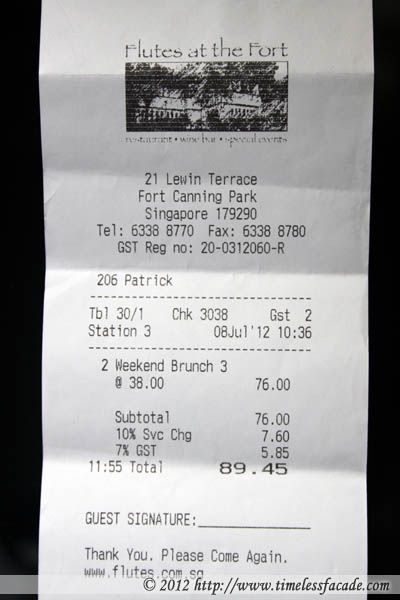 Flutes at the Fort
restaurant • wine bar • special events
21 Lewin Terrace
Fort Canning Park
Singapore 179290
Tel: 6338 8770 Fax: 6338 8780
GST Reg no: 20-0312060-R
206 Patrick
Tbl 30/1 Chk 3038 Gst 2
Station 3 08Jul'12 10:36
2 Weekend Brunch 3
@ 38.00 76.00
Subtotal 76.00
10% Svc Chg 7.60
7% GST 5.85
11:55 Total 89.45
GUEST SIGNATURE:
Thank You. Please Come Again.
www.flutes.com.sg
© 2012 http://www.timelessfacade.com